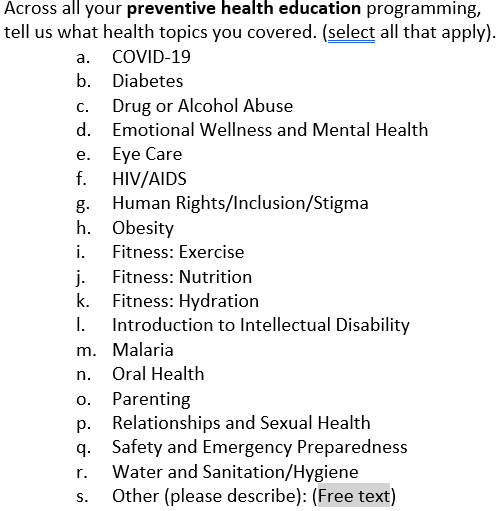 Across all your preventive health education programming,
tell us what health topics you covered. (select all that apply).
a. COVID-19
b. Diabetes
c. Drug or Alcohol Abuse
d. Emotional Wellness and Mental Health
e. Eye Care
f. HIV/AIDS
g. Human Rights/Inclusion/Stigma
h. Obesity
i. Fitness: Exercise
j. Fitness: Nutrition
k. Fitness: Hydration
l. Introduction to Intellectual Disability
m. Malaria
n. Oral Health
o. Parenting
p. Relationships and Sexual Health
q. Safety and Emergency Preparedness
r. Water and Sanitation/Hygiene
s. Other (please describe): (Free text)